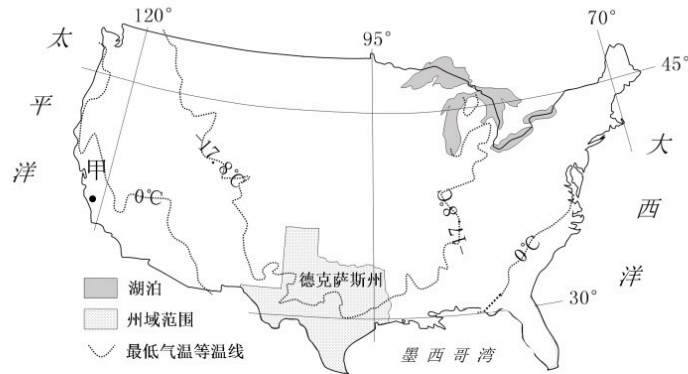 120°
95°
70°
45°
太平洋
甲
-17.8℃
0℃
-17.8℃
0℃
大西洋
德克萨斯州
30°
湖泊
州域范围
最低气温等温线
墨西哥湾